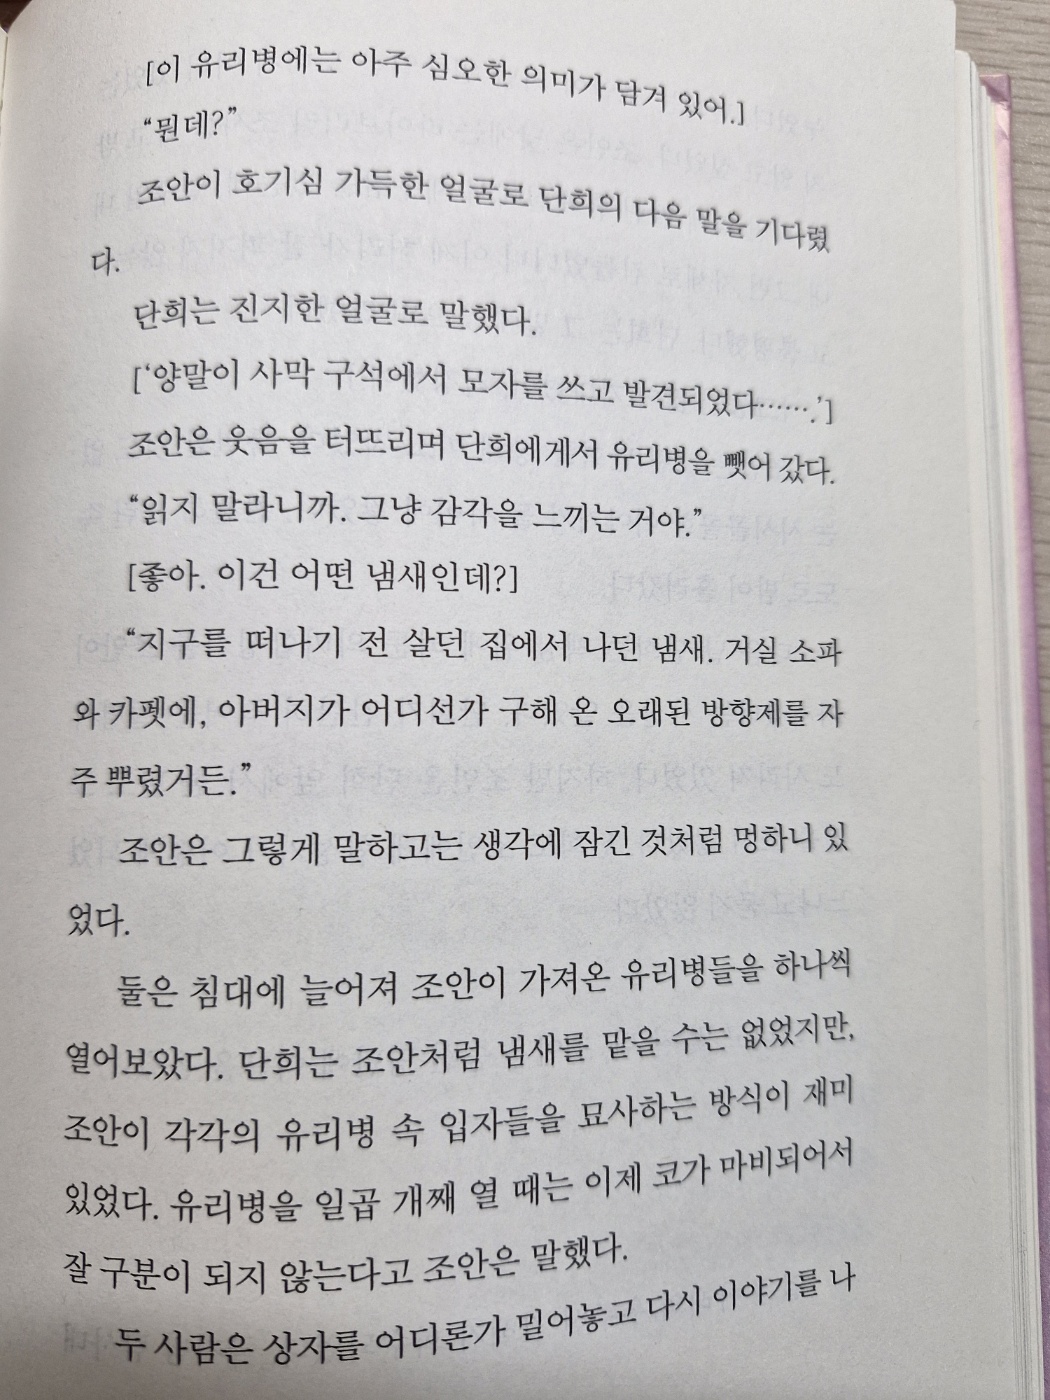 [이 유리병에는 아주 심오한 의미가 담겨 있어.]
“뭔데?”
조안이 호기심 가득한 얼굴로 단희의 다음 말을 기다렸
다.
단희는 진지한 얼굴로 말했다.
[‘양말이 사막 구석에서 모자를 쓰고 발견되었다…….’]
조안은 웃음을 터뜨리며 단희에게서 유리병을 뺏어 갔다.
“읽지 말라니까. 그냥 감각을 느끼는 거야.”
[좋아. 이건 어떤 냄새인데?]
“지구를 떠나기 전 살던 집에서 나던 냄새. 거실 소파
와 카펫에, 아버지가 어디선가 구해 온 오래된 방향제를 자
주 뿌렸거든.”
조안은 그렇게 말하고는 생각에 잠긴 것처럼 멍하니 있
었다.
둘은 침대에 늘어져 조안이 가져온 유리병들을 하나씩
열어보았다. 단희는 조안처럼 냄새를 맡을 수는 없었지만,
조안이 각각의 유리병 속 입자들을 묘사하는 방식이 재미
있었다. 유리병을 일곱 개째 열 때는 이제 코가 마비되어서
잘 구분이 되지 않는다고 조안은 말했다.
두 사람은 상자를 어디론가 밀어놓고 다시 이야기를 나